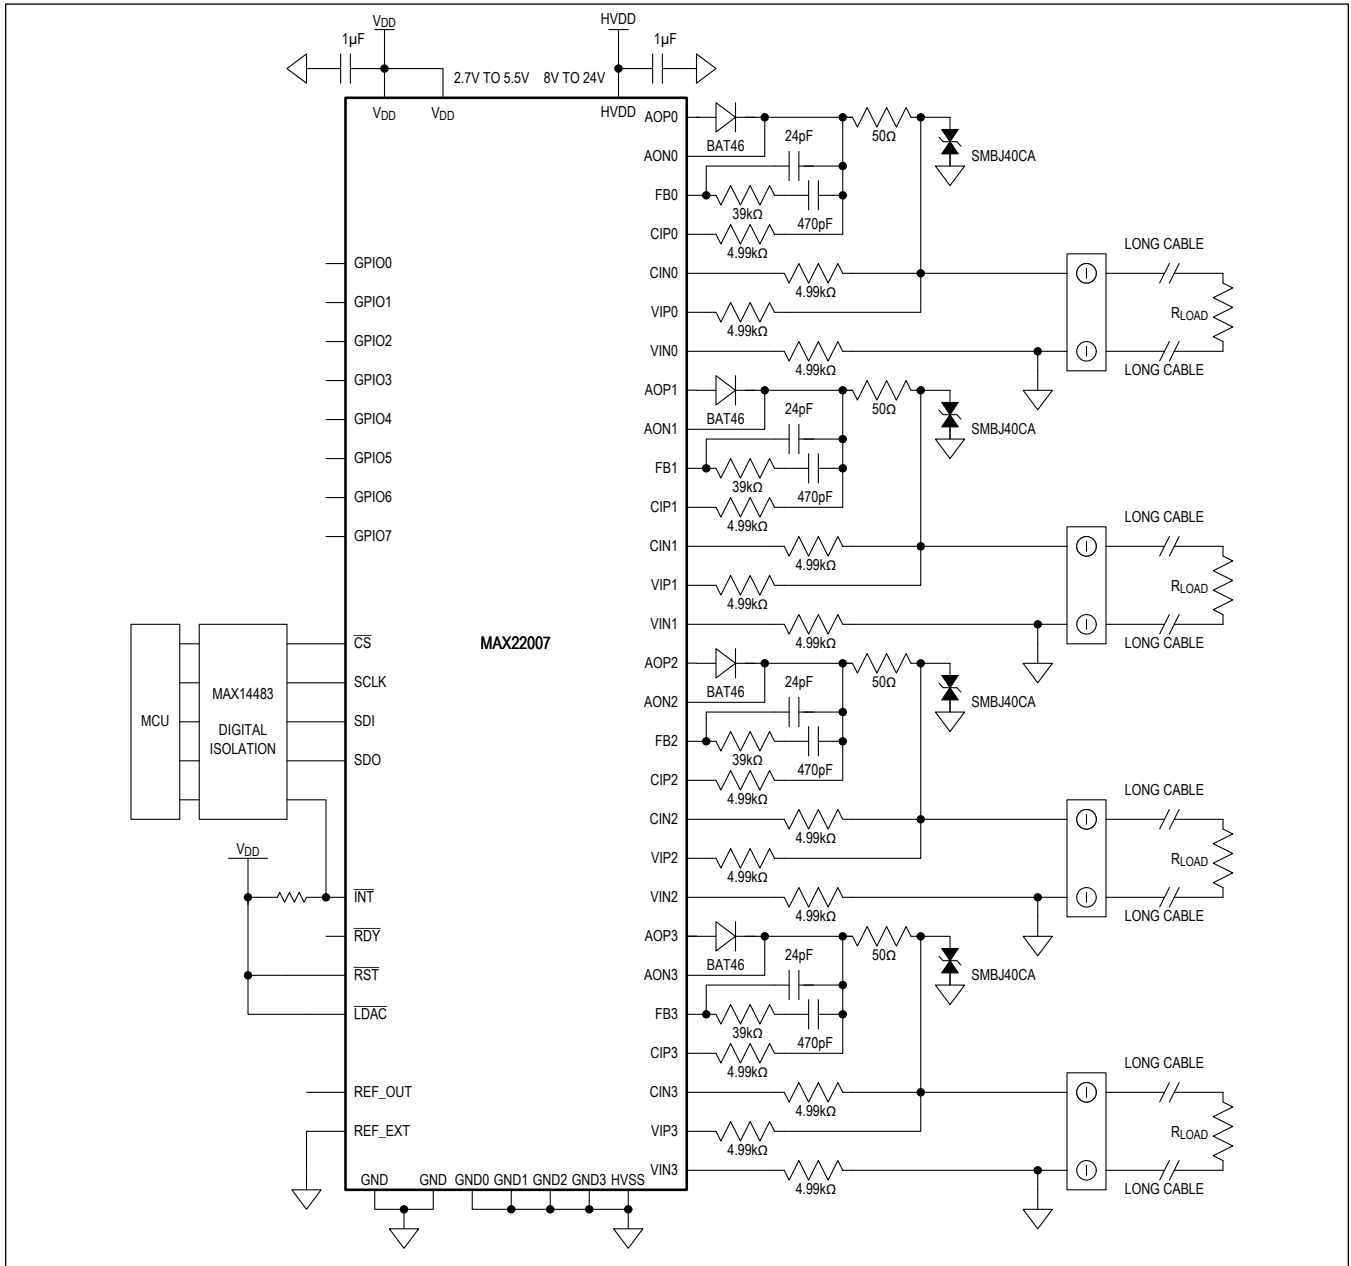 VDD
HVDD
1µF
1µF
2.7V TO 5.5V
8V TO 24V
VDD
VDD
HVDD
MAX22007
GPIO0
GPIO1
GPIO2
GPIO3
GPIO4
GPIO5
GPIO6
GPIO7
MCU
MAX14483
DIGITAL
ISOLATION
CS
SCLK
SDI
SDO
VDD
INT
RDY
RST
LDAC
REF_OUT
REF_EXT
GND
GND
GND0
GND1
GND2
GND3
HVSS
AOP0
AON0
FB0
CIP0
CIN0
VIP0
VIN0
BAT46
24pF
50Ω
SMBJ40CA
39kΩ
470pF
4.99kΩ
4.99kΩ
4.99kΩ
4.99kΩ
LONG CABLE
RLOAD
LONG CABLE
AOP1
AON1
FB1
CIP1
CIN1
VIP1
VIN1
BAT46
24pF
50Ω
SMBJ40CA
39kΩ
470pF
4.99kΩ
4.99kΩ
4.99kΩ
4.99kΩ
LONG CABLE
RLOAD
LONG CABLE
AOP2
AON2
FB2
CIP2
CIN2
VIP2
VIN2
BAT46
24pF
50Ω
SMBJ40CA
39kΩ
470pF
4.99kΩ
4.99kΩ
4.99kΩ
4.99kΩ
LONG CABLE
RLOAD
LONG CABLE
AOP3
AON3
FB3
CIP3
CIN3
VIP3
VIN3
BAT46
24pF
50Ω
SMBJ40CA
39kΩ
470pF
4.99kΩ
4.99kΩ
4.99kΩ
4.99kΩ
LONG CABLE
RLOAD
LONG CABLE